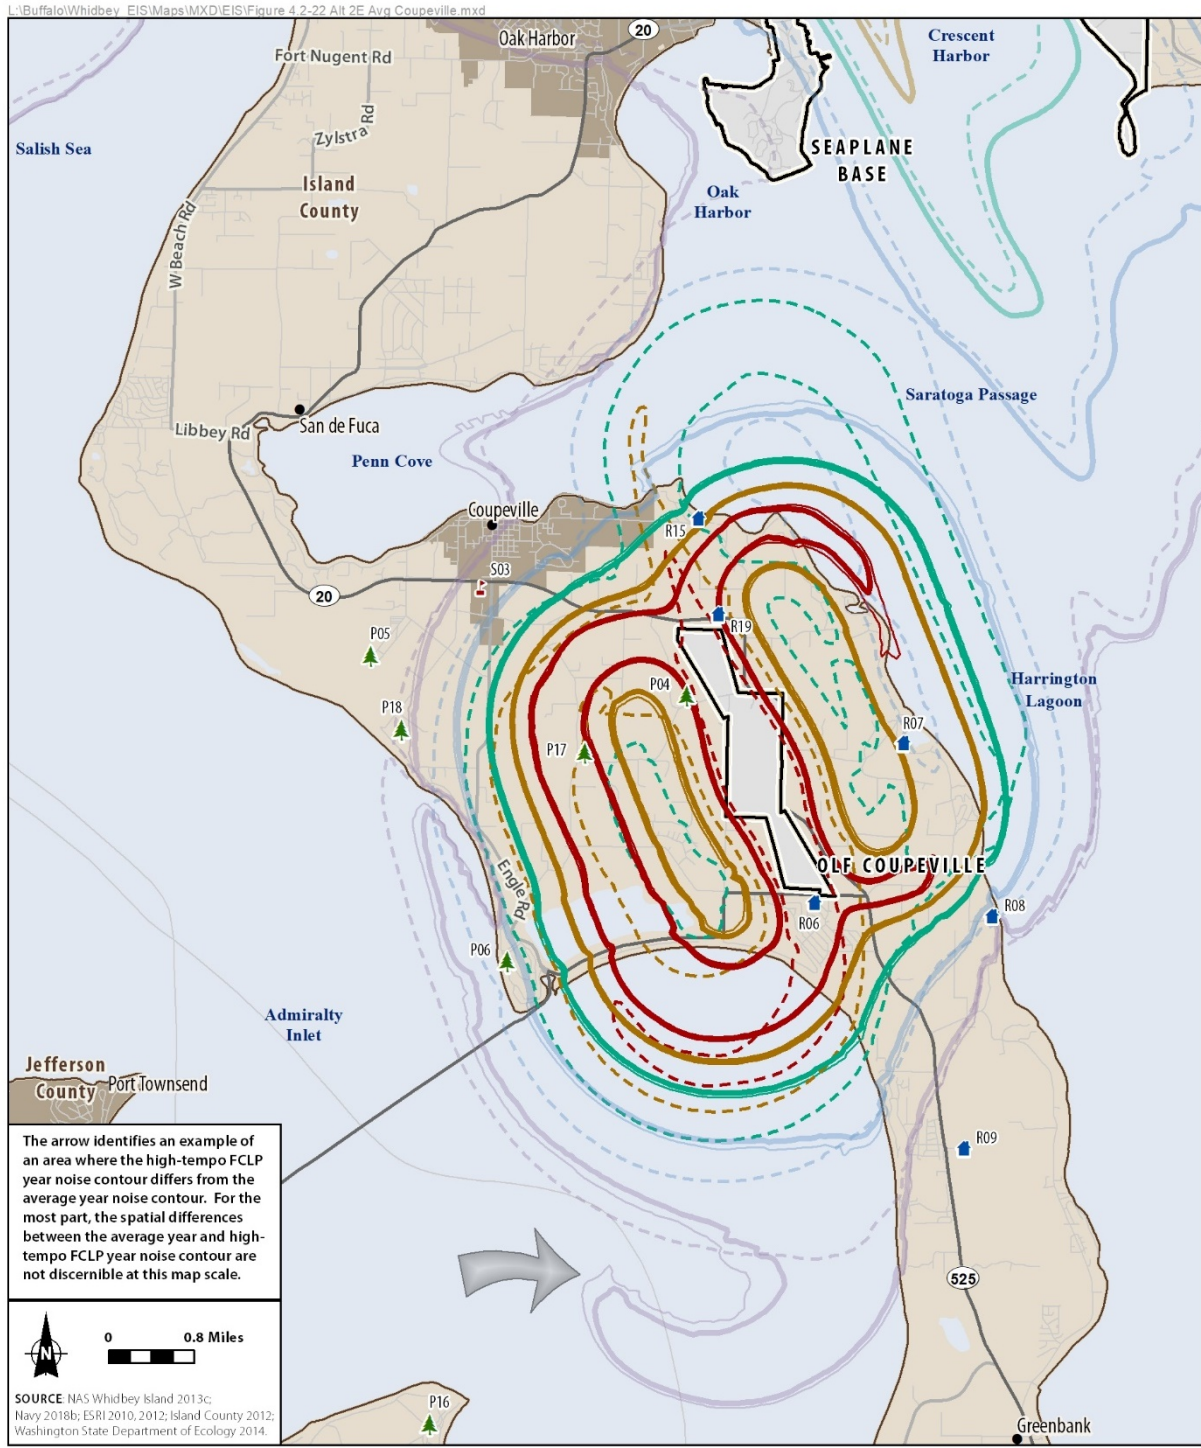 L:\Buffalo\Whidbey_EIS\Maps\MXD\EIS\Figure 4.2-22 Alt 2E Avg Coupeville.mxd
Oak Harbor
20
Crescent
Harbor
Fort Nugent Rd
Zylstra Rd
Salish Sea
SEAPLANE
BASE
Island
County
Oak
Harbor
W Beach Rd
Saratoga Passage
San de Fuca
Libbey Rd
Penn Cove
Coupeville
R15
S03
20
R19
P05
Harrington
Lagoon
P04
P18
R07
P17
OLF COUPEVILLE
Engle Rd
R08
R06
P06
Admiralty
Inlet
Jefferson
County
Port Townsend
The arrow identifies an example of
an area where the high-tempo FCLP
year noise contour differs from the
average year noise contour. For the
most part, the spatial differences
between the average year and high-
tempo FCLP year noise contour are
not discernible at this map scale.
R09
525
N
0 0.8 Miles
SOURCE: NAS Whidbey Island 2013c;
Navy 2018b; ESRI 2010, 2012; Island County 2012;
Washington State Department of Ecology 2014.
P16
Greenbank